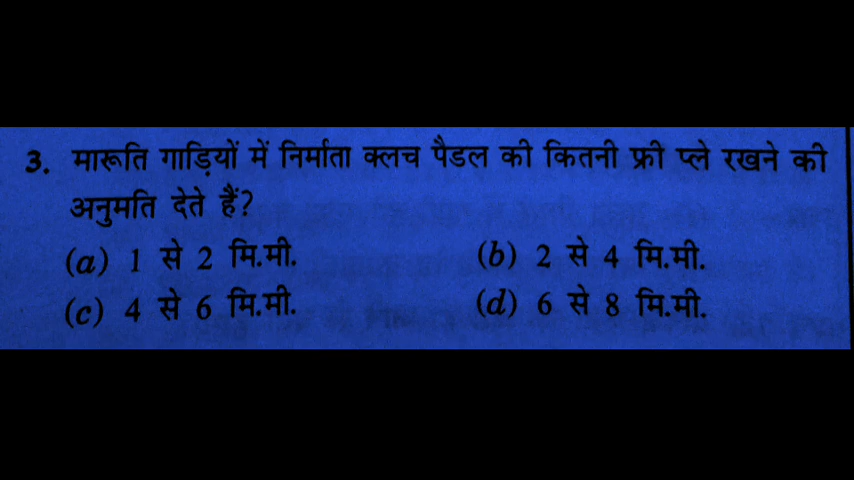 3. मारूति गाड़ियों में निर्माता क्लच पैडल की कितनी फ्री प्ले रखने की
अनुमति देते हैं?
(a) 1 से 2 मि.मी. (b) 2 से 4 मि.मी.
(c) 4 से 6 मि.मी. (d) 6 से 8 मि.मी.